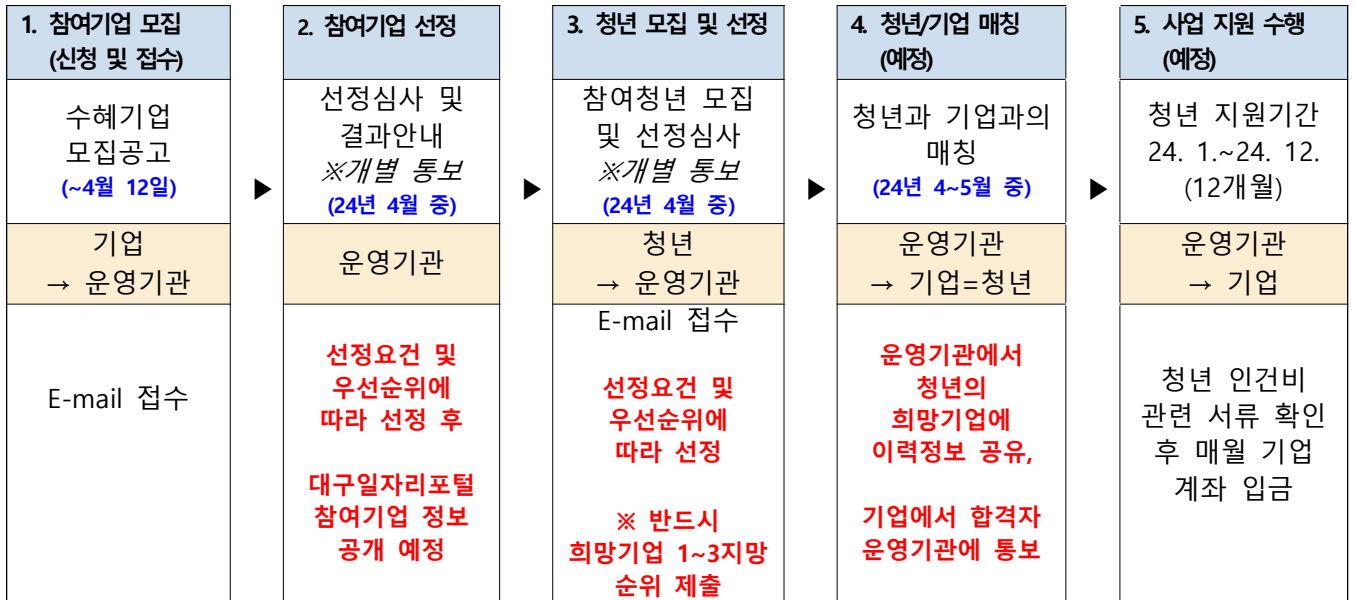 1. 참여기업 모집
(신청 및 접수)
수혜기업
모집공고
(~4월 12일)
기업
→ 운영기관
E-mail 접수
▶
2. 참여기업 선정
선정심사 및
결과안내
※개별 통보
(24년 4월 중)
운영기관
선정요건 및
우선순위에
따라 선정 후
대구일자리포털
참여기업 정보
공개 예정
▶
3. 청년 모집 및 선정
참여청년 모집
및 선정심사
※개별 통보
(24년 4월 중)
청년
→ 운영기관
E-mail 접수
선정요건 및
우선순위에
따라 선정
※ 반드시
희망기업 1~3지망
순위 제출
▶
4. 청년/기업 매칭
(예정)
청년과 기업과의
매칭
(24년 4~5월 중)
운영기관
→ 기업=청년
운영기관에서
청년의
희망기업에
이력정보 공유,
기업에서 합격자
운영기관에 통보
▶
5. 사업 지원 수행
(예정)
청년 지원기간
24. 1.~24. 12.
(12개월)
운영기관
→ 기업
청년 인건비
관련 서류 확인
후 매월 기업
계좌 입금